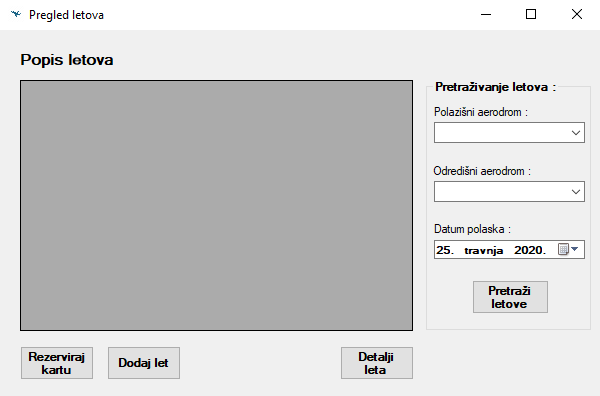 Pregled letova
Popis letova
Pretraživanje letova :
Polazišni aerodrom :
Odredišni aerodrom :
Datum polaska :
25. travnja 2020.
Pretraži
letove
Rezerviraj
kartu
Dodaj let
Detalji
leta